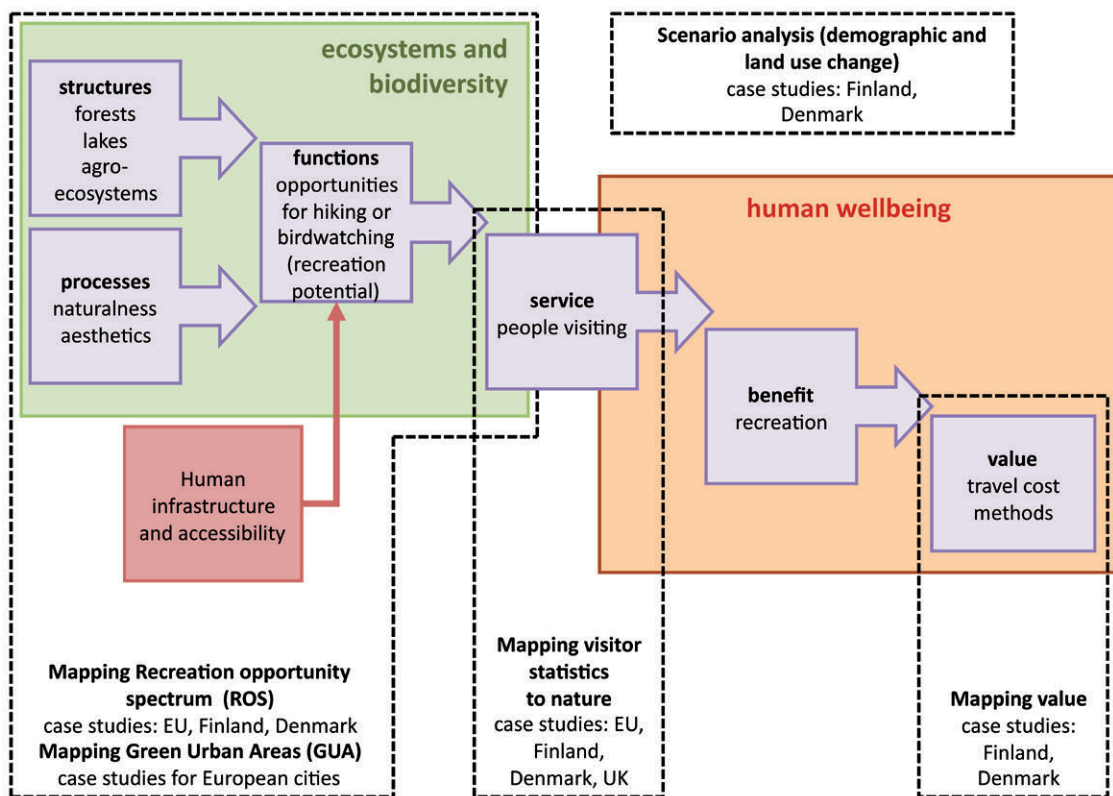 ecosystems and
biodiversity
structures
forests
lakes
agro-
ecosystems
processes
naturalness
aesthetics
functions
opportunities
for hiking or
birdwatching
(recreation
potential)
Human
infrastructure
and accessibility
service
people visiting
Scenario analysis (demographic and
land use change)
case studies: Finland,
Denmark
human wellbeing
benefit
recreation
value
travel cost
methods
Mapping Recreation opportunity
spectrum (ROS)
case studies: EU, Finland, Denmark
Mapping Green Urban Areas (GUA)
case studies for European cities
Mapping visitor
statistics
to nature
case studies: EU,
Finland,
Denmark, UK
Mapping value
case studies:
Finland,
Denmark